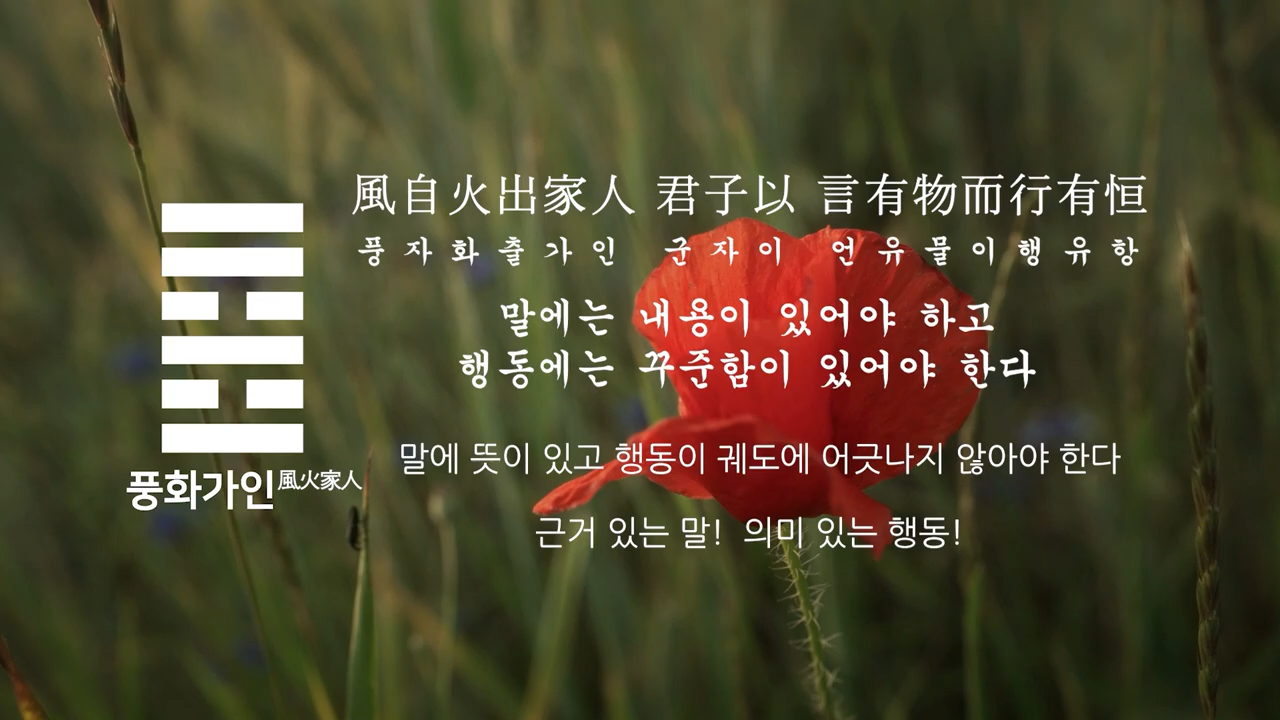 風自火出家人 君子以 言有物而行有恒
풍자화출가인 군자이 언유믈이행유항
말에는 내용이 있어야 하고
행동에는 꾸준함이 있어야 한다
말에 뜻이 있고 행동이 궤도에 어긋나지 않아야 한다
근거 있는 말! 의미 있는 행동!
풍화가인風火家人